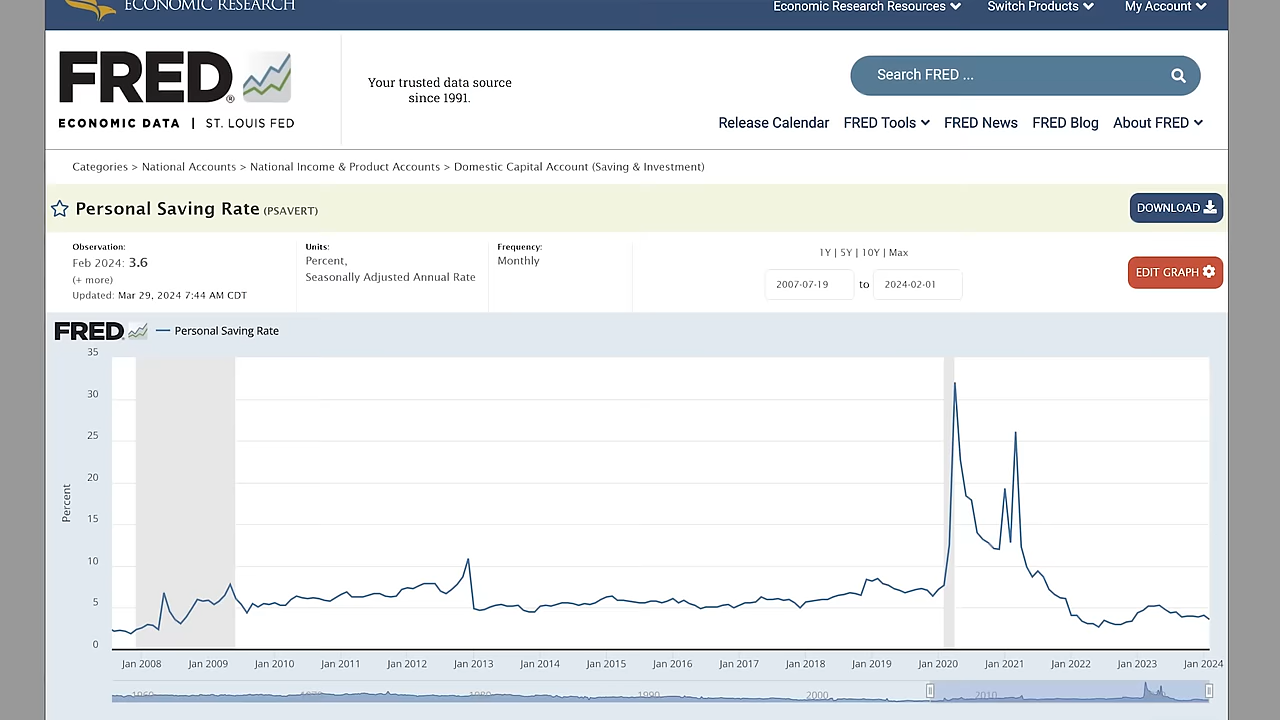 ECONOMIC RESEARCH
Economic Research Resources Switch Products My Account
FRED®
Your trusted data source
since 1991.
Search FRED ...
ECONOMIC DATA | ST. LOUIS FED
Release Calendar FRED Tools FRED News FRED Blog About FRED
Categories > National Accounts > National Income & Product Accounts > Domestic Capital Account (Saving & Investment)
Personal Saving Rate (PSAVERT)
DOWNLOAD
Observation:
Feb 2024: 3.6
(+ more)
Updated: Mar 29, 2024 7:44 AM CDT
Units:
Percent,
Seasonally Adjusted Annual Rate
Frequency:
Monthly
1Y | 5Y | 10Y | Max
2007-07-19 to 2024-02-01
EDIT GRAPH
FRED Personal Saving Rate
35
30
25
20
15
10
5
0
Percent
Jan 2008 Jan 2009 Jan 2010 Jan 2011 Jan 2012 Jan 2013 Jan 2014 Jan 2015 Jan 2016 Jan 2017 Jan 2018 Jan 2019 Jan 2020 Jan 2021 Jan 2022 Jan 2023 Jan 2024
1960 1970 1980 1990 2000 2010